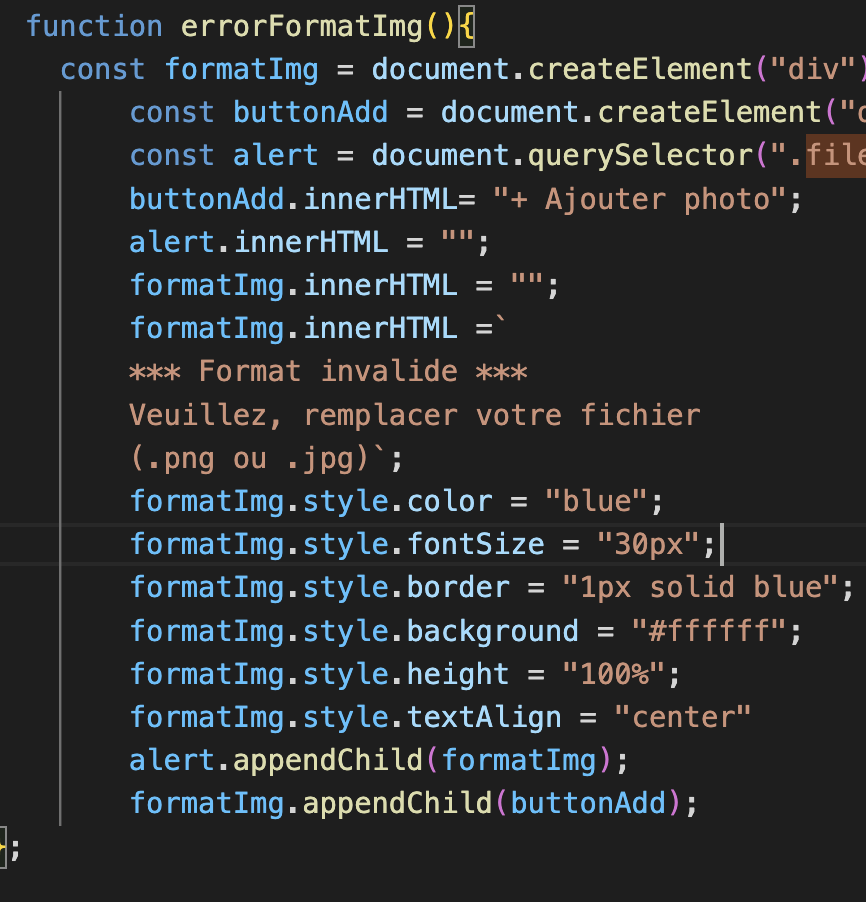 function errorFormatImg(){
const formatImg = document.createElement("div")
const buttonAdd = document.createElement("
const alert = document.querySelector(".file
buttonAdd.innerHTML= "+ Ajouter photo";
alert.innerHTML = "";
formatImg.innerHTML = "";
formatImg.innerHTML =`
*** Format invalide ***
Veuillez, remplacer votre fichier
(.png ou .jpg)`;
formatImg.style.color = "blue";
formatImg.style.fontSize = "30px";
formatImg.style.border = "1px solid blue";
formatImg.style.background = "#ffffff";
formatImg.style.height = "100%";
formatImg.style.textAlign = "center"
alert.appendChild(formatImg);
formatImg.appendChild(buttonAdd);
};